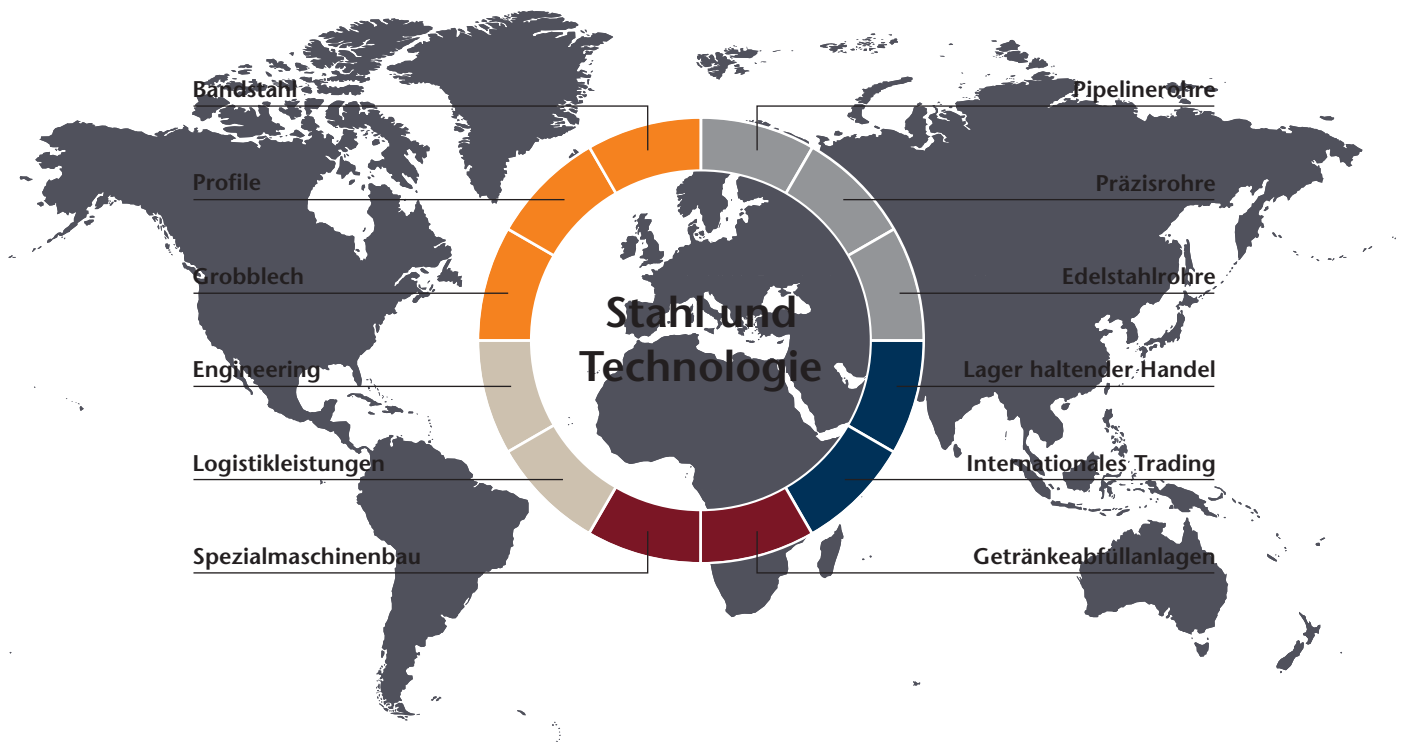 Bandstahl
Pipelinerohre
Profile
Präzisrohre
Grobblech
Edelstahlrohre
Stahl und
Technologie
Engineering
Lager haltender Handel
Logistikleistungen
Internationales Trading
Spezialmaschinenbau
Getränkeabfüllanlagen